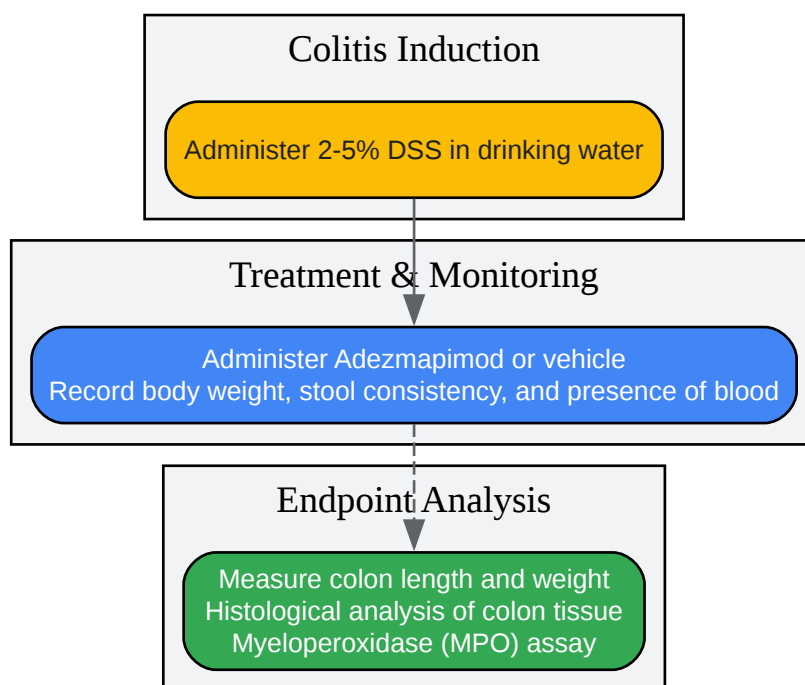 Colitis Induction
Administer 2-5% DSS in drinking water
Treatment & Monitoring
Administer Adezmapimod or vehicle
Record body weight, stool consistency, and presence of blood
Endpoint Analysis
Measure colon length and weight
Histological analysis of colon tissue
Myeloperoxidase (MPO) assay